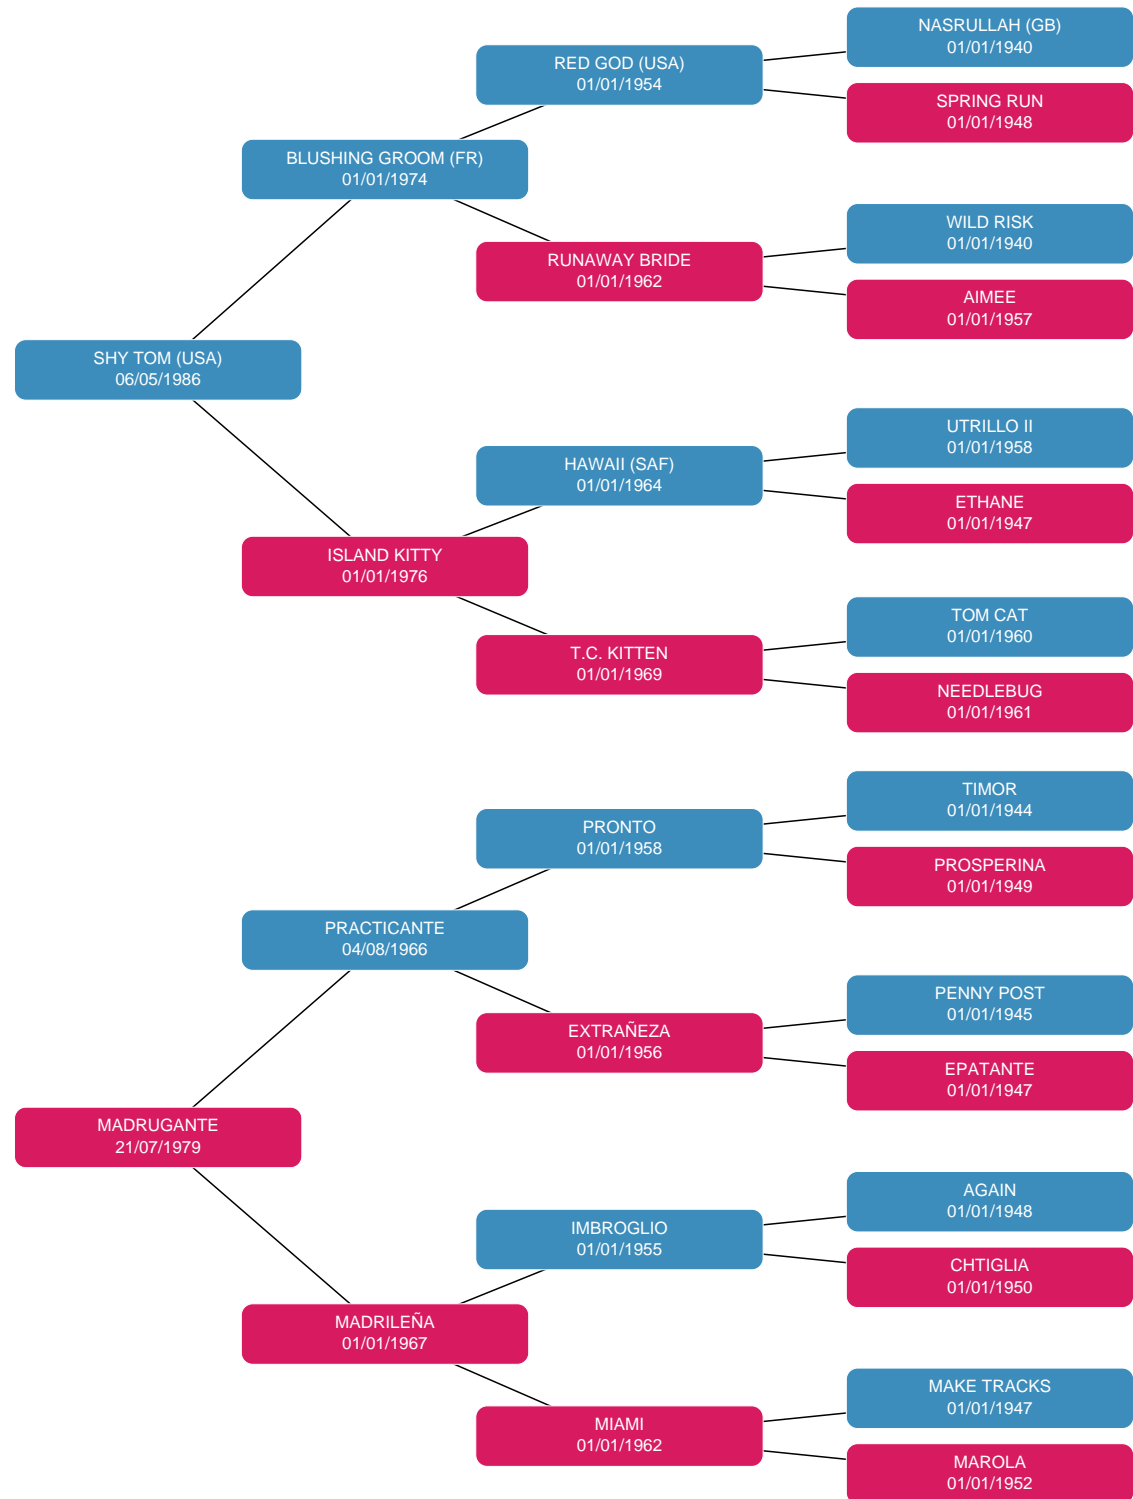 NASRULLAH (GB)
01/01/1940
RED GOD (USA)
01/01/1954
SPRING RUN
01/01/1948
BLUSHING GROOM (FR)
01/01/1974
WILD RISK
01/01/1940
RUNAWAY BRIDE
01/01/1962
AIMEE
01/01/1957
SHY TOM (USA)
06/05/1986
UTRILLO II
01/01/1958
HAWAII (SAF)
01/01/1964
ETHANE
01/01/1947
ISLAND KITTY
01/01/1976
TOM CAT
01/01/1960
T.C. KITTEN
01/01/1969
NEEDLEBUG
01/01/1961
TIMOR
01/01/1944
PRONTO
01/01/1958
PROSPERINA
01/01/1949
PRACTICANTE
04/08/1966
PENNY POST
01/01/1945
EXTRAÑEZA
01/01/1956
EPATANTE
01/01/1947
MADRUGANTE
21/07/1979
AGAIN
01/01/1948
IMBROGLIO
01/01/1955
CHTIGLIA
01/01/1950
MADRILEÑA
01/01/1967
MAKE TRACKS
01/01/1947
MIAMI
01/01/1962
MAROLA
01/01/1952